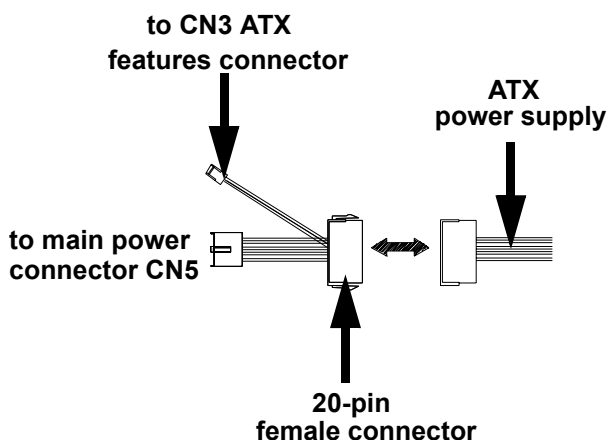 to CN3 ATX
features connector
ATX
power supply
to main power
connector CN5
20-pin
female connector